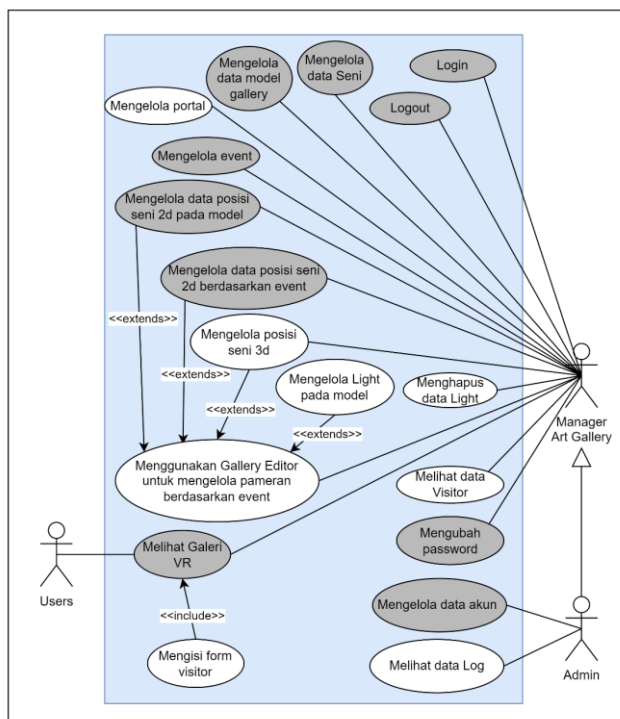 Mengelola
data model
gallery
Mengelola
data Seni
Login
Logout
Mengelola portal
Mengelola event
Mengelola data posisi
seni 2d pada model
Mengelola data posisi seni
2d berdasarkan event
<<extends>>
Mengelola posisi
seni 3d
<<extends>>
Mengelola Light
pada model
Menghapus
data Light
Manager
Art Gallery
<<extends>>
<<extends>>
Menggunakan Gallery Editor
untuk mengelola pameran
berdasarkan event
Melihat data
Visitor
Mengubah
password
Melihat Galeri
VR
Users
Mengelola data akun
<<include>>
Mengisi form
visitor
Melihat data Log
Admin